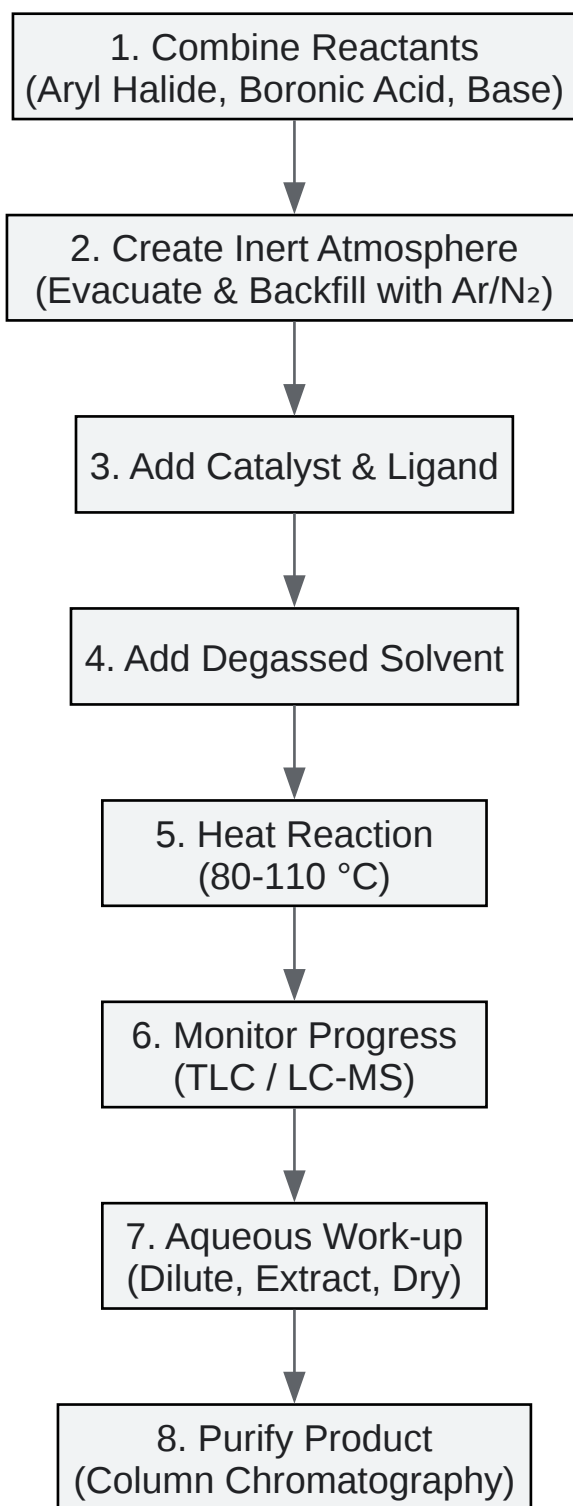 1. Combine Reactants
(Aryl Halide, Boronic Acid, Base)
2. Create Inert Atmosphere
(Evacuate & Backfill with Ar/N₂)
3. Add Catalyst & Ligand
4. Add Degassed Solvent
5. Heat Reaction
(80-110 °C)
6. Monitor Progress
(TLC / LC-MS)
7. Aqueous Work-up
(Dilute, Extract, Dry)
8. Purify Product
(Column Chromatography)